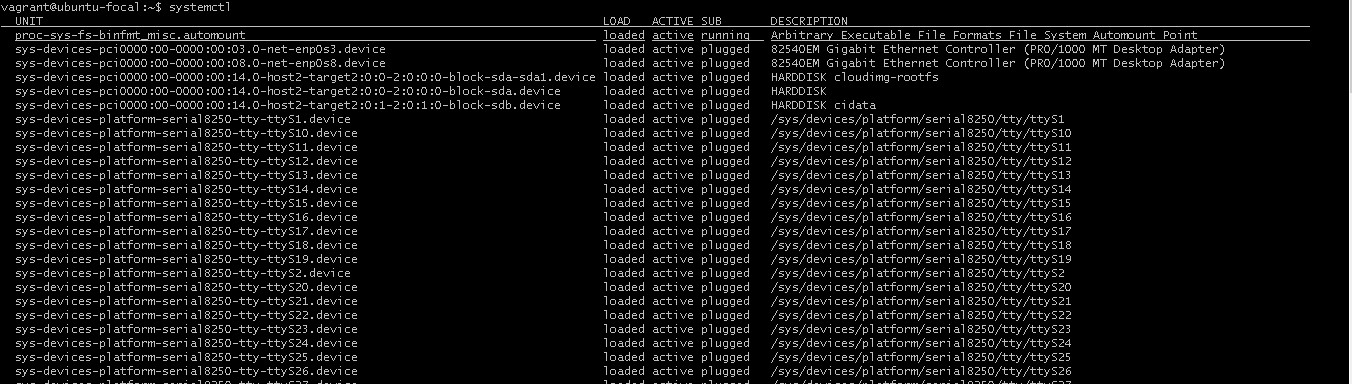 vagrant@ubuntu-focal:~$ systemctl
UNIT LOAD ACTIVE SUB DESCRIPTION
proc-sys-fs-binfmt_misc.automount loaded active running Arbitrary Executable File Formats File System Automount Point
sys-devices-pci0000:00-0000:00:03.0-net-enp0s3.device loaded active plugged 82540EM Gigabit Ethernet Controller (PRO/1000 MT Desktop Adapter)
sys-devices-pci0000:00-0000:00:08.0-net-enp0s8.device loaded active plugged 82540EM Gigabit Ethernet Controller (PRO/1000 MT Desktop Adapter)
sys-devices-pci0000:00-0000:00:14.0-host2-target2:0:0-2:0:0:0-block-sda-sda1.device loaded active plugged HARDDISK cloudimg-rootfs
sys-devices-pci0000:00-0000:00:14.0-host2-target2:0:0-2:0:0:0-block-sda.device loaded active plugged HARDDISK
sys-devices-pci0000:00-0000:00:14.0-host2-target2:0:1-2:0:1:0-block-sdb.device loaded active plugged HARDDISK cidata
sys-devices-platform-serial8250-tty-ttyS1.device loaded active plugged /sys/devices/platform/serial8250/tty/ttyS1
sys-devices-platform-serial8250-tty-ttyS10.device loaded active plugged /sys/devices/platform/serial8250/tty/ttyS10
sys-devices-platform-serial8250-tty-ttyS11.device loaded active plugged /sys/devices/platform/serial8250/tty/ttyS11
sys-devices-platform-serial8250-tty-ttyS12.device loaded active plugged /sys/devices/platform/serial8250/tty/ttyS12
sys-devices-platform-serial8250-tty-ttyS13.device loaded active plugged /sys/devices/platform/serial8250/tty/ttyS13
sys-devices-platform-serial8250-tty-ttyS14.device loaded active plugged /sys/devices/platform/serial8250/tty/ttyS14
sys-devices-platform-serial8250-tty-ttyS15.device loaded active plugged /sys/devices/platform/serial8250/tty/ttyS15
sys-devices-platform-serial8250-tty-ttyS16.device loaded active plugged /sys/devices/platform/serial8250/tty/ttyS16
sys-devices-platform-serial8250-tty-ttyS17.device loaded active plugged /sys/devices/platform/serial8250/tty/ttyS17
sys-devices-platform-serial8250-tty-ttyS18.device loaded active plugged /sys/devices/platform/serial8250/tty/ttyS18
sys-devices-platform-serial8250-tty-ttyS19.device loaded active plugged /sys/devices/platform/serial8250/tty/ttyS19
sys-devices-platform-serial8250-tty-ttyS2.device loaded active plugged /sys/devices/platform/serial8250/tty/ttyS2
sys-devices-platform-serial8250-tty-ttyS20.device loaded active plugged /sys/devices/platform/serial8250/tty/ttyS20
sys-devices-platform-serial8250-tty-ttyS21.device loaded active plugged /sys/devices/platform/serial8250/tty/ttyS21
sys-devices-platform-serial8250-tty-ttyS22.device loaded active plugged /sys/devices/platform/serial8250/tty/ttyS22
sys-devices-platform-serial8250-tty-ttyS23.device loaded active plugged /sys/devices/platform/serial8250/tty/ttyS23
sys-devices-platform-serial8250-tty-ttyS24.device loaded active plugged /sys/devices/platform/serial8250/tty/ttyS24
sys-devices-platform-serial8250-tty-ttyS25.device loaded active plugged /sys/devices/platform/serial8250/tty/ttyS25
sys-devices-platform-serial8250-tty-ttyS26.device loaded active plugged /sys/devices/platform/serial8250/tty/ttyS26